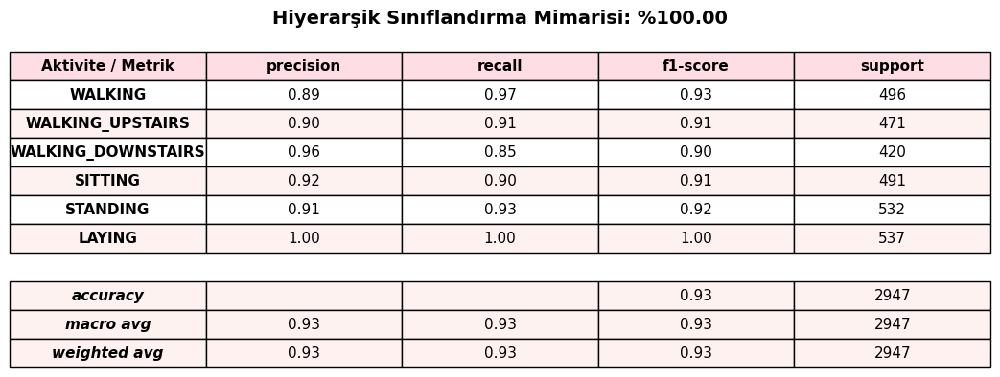 Hiyerarşik Sınıflandırma Mimarisi: %100.00
Aktivite / Metrik precision recall f1-score support
WALKING 0.89 0.97 0.93 496
WALKING_UPSTAIRS 0.90 0.91 0.91 471
WALKING_DOWNSTAIRS 0.96 0.85 0.90 420
SITTING 0.92 0.90 0.91 491
STANDING 0.91 0.93 0.92 532
LAYING 1.00 1.00 1.00 537
accuracy 0.93 2947
macro avg 0.93 0.93 0.93 2947
weighted avg 0.93 0.93 0.93 2947